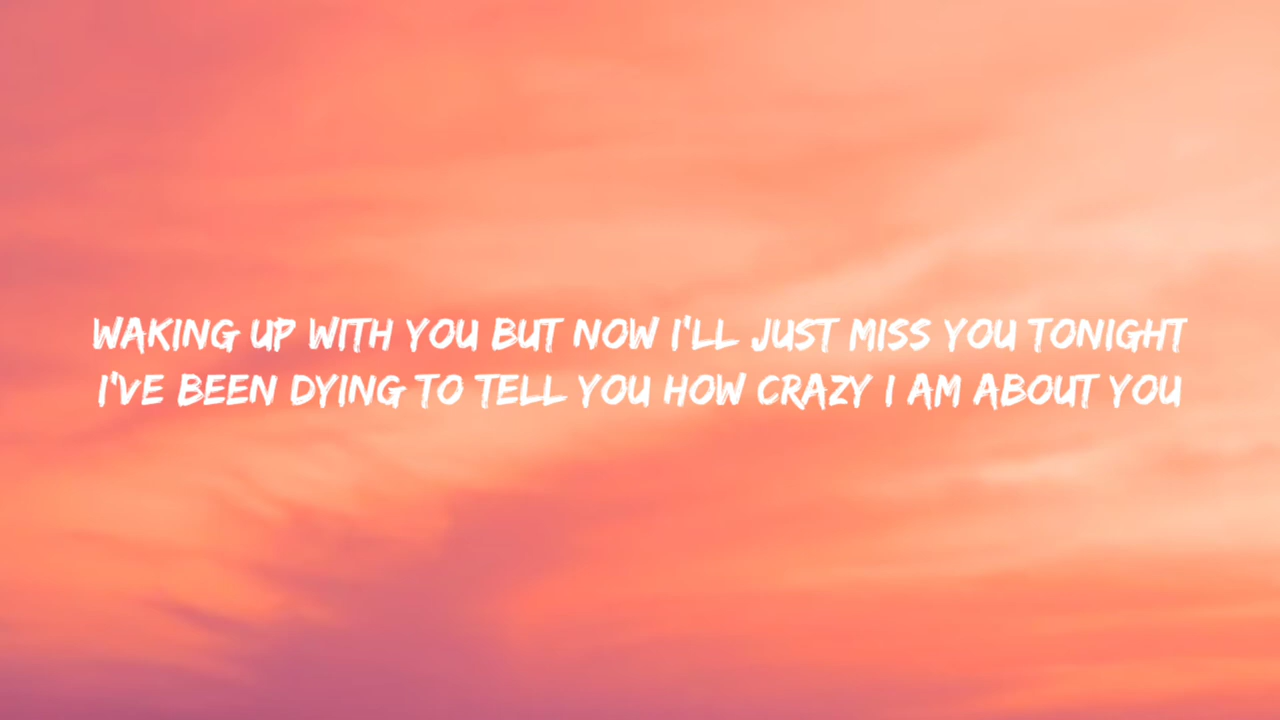 WAKING UP WITH YOU BUT NOW I'LL JUST MISS YOU TONIGHT
I'VE BEEN DYING TO TELL YOU HOW CRAZY I AM ABOUT YOU